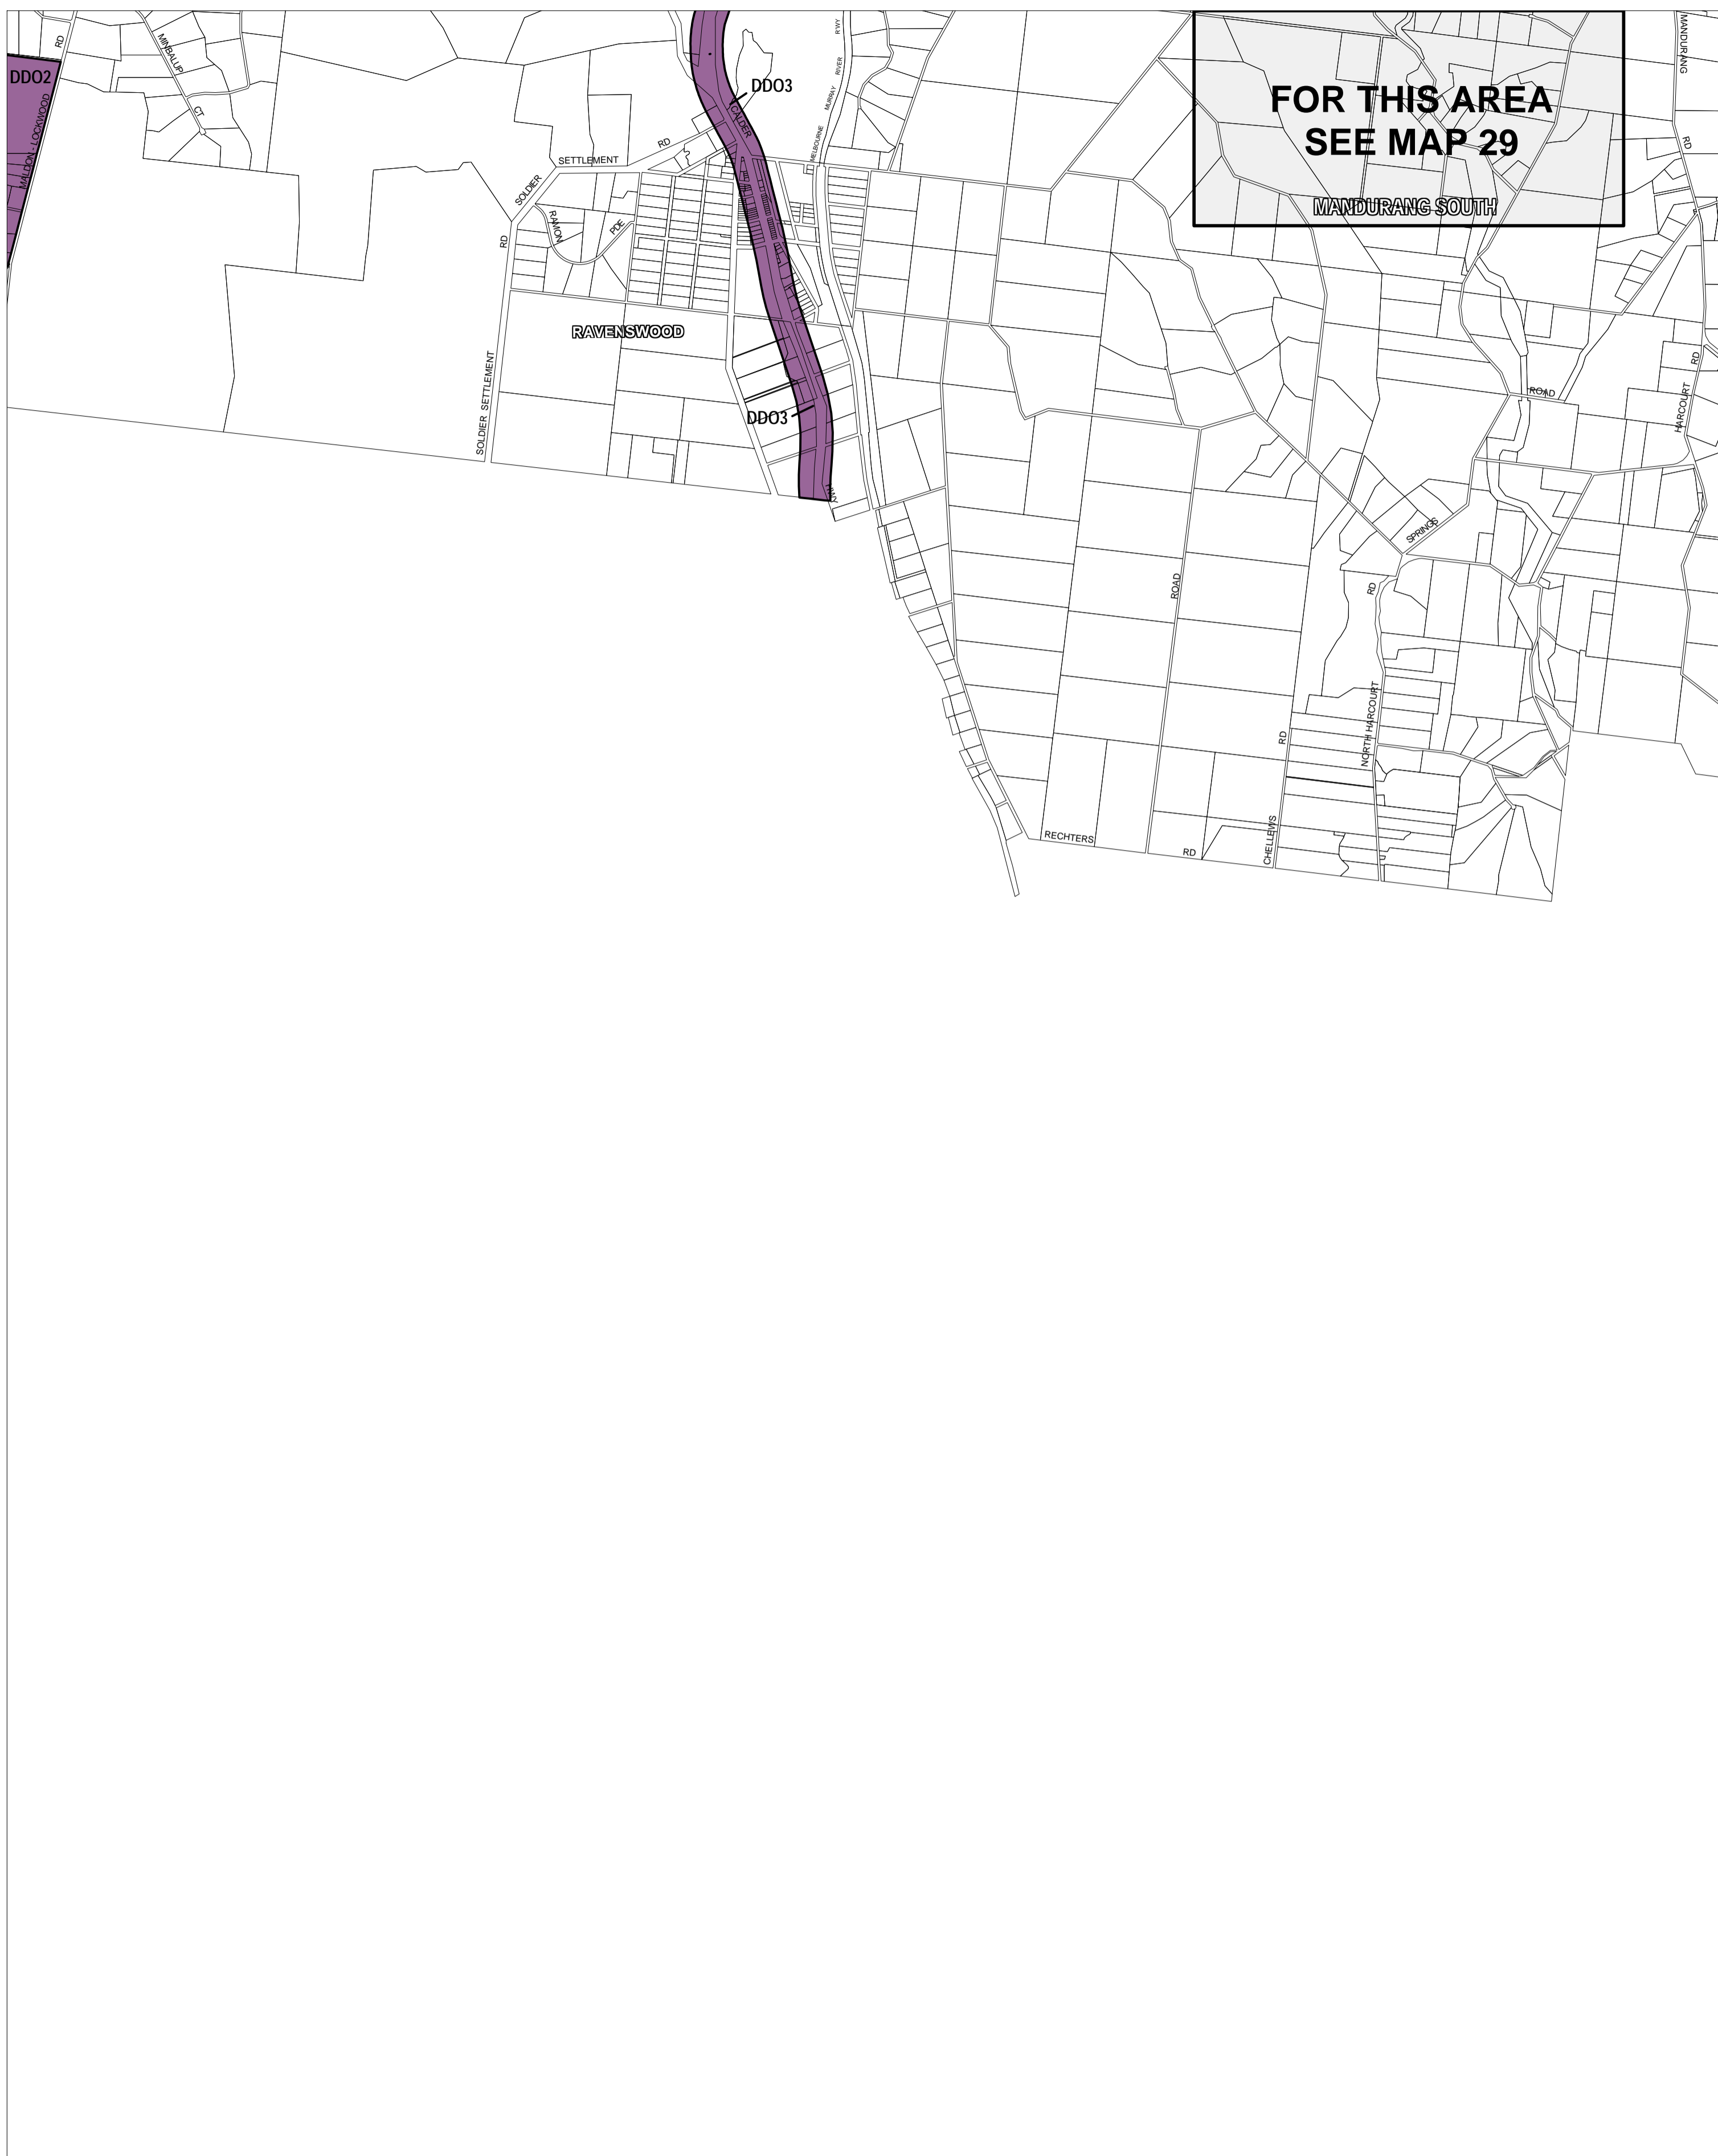 RD
MINBALUP
CT
DDO2
MALDON - LOCKWOOD
DDO3
CALDER
R'WY
RIVER
MURRAY
MELBOURNE
FOR THIS AREA
SEE MAP 29
MANDURANG SOUTH
MANDURANG
RD
SETTLEMENT
RD
SOLDIER
RD
RAMON
PDE
RAVENSWOOD
SOLDIER SETTLEMENT
DDO3
HWY
ROAD
HARCOURT
RD
SPRINGS
ROAD
RD
NORTH HARCOURT
RD
CHELLEWS
RECHTERS
RD